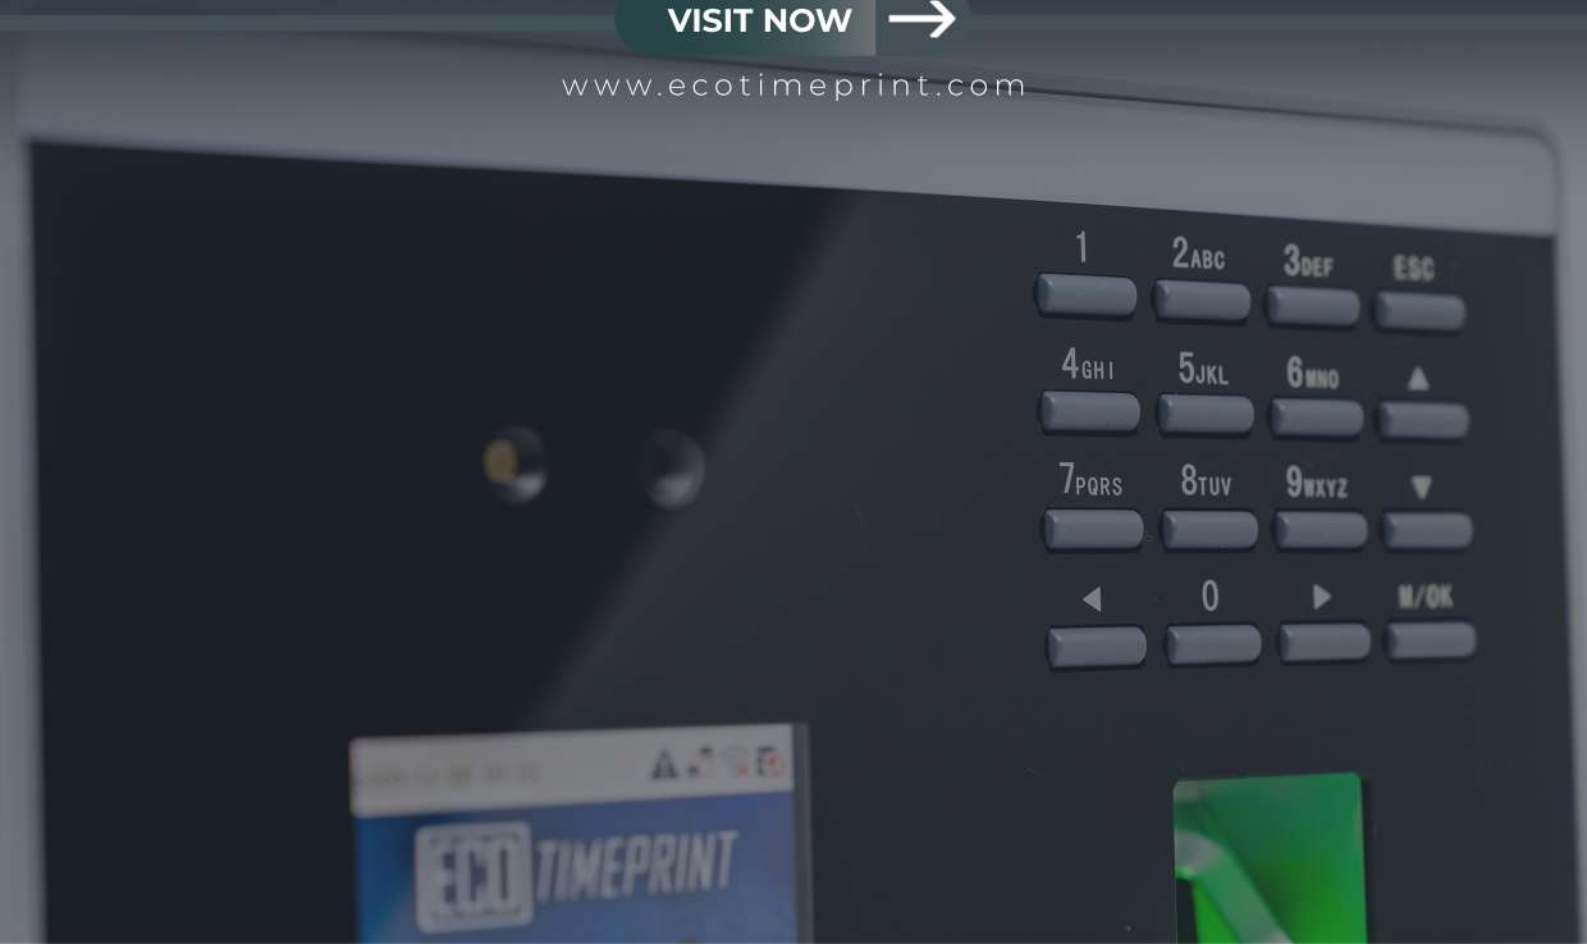 VISIT NOW
www.ecotimeprint.com
1 2ABC 3DEF ESC
4GHI 5JKL 6MNO
7PQRS 8TUV 9WXYZ
0 M/OK
ECO TIMEPRINT